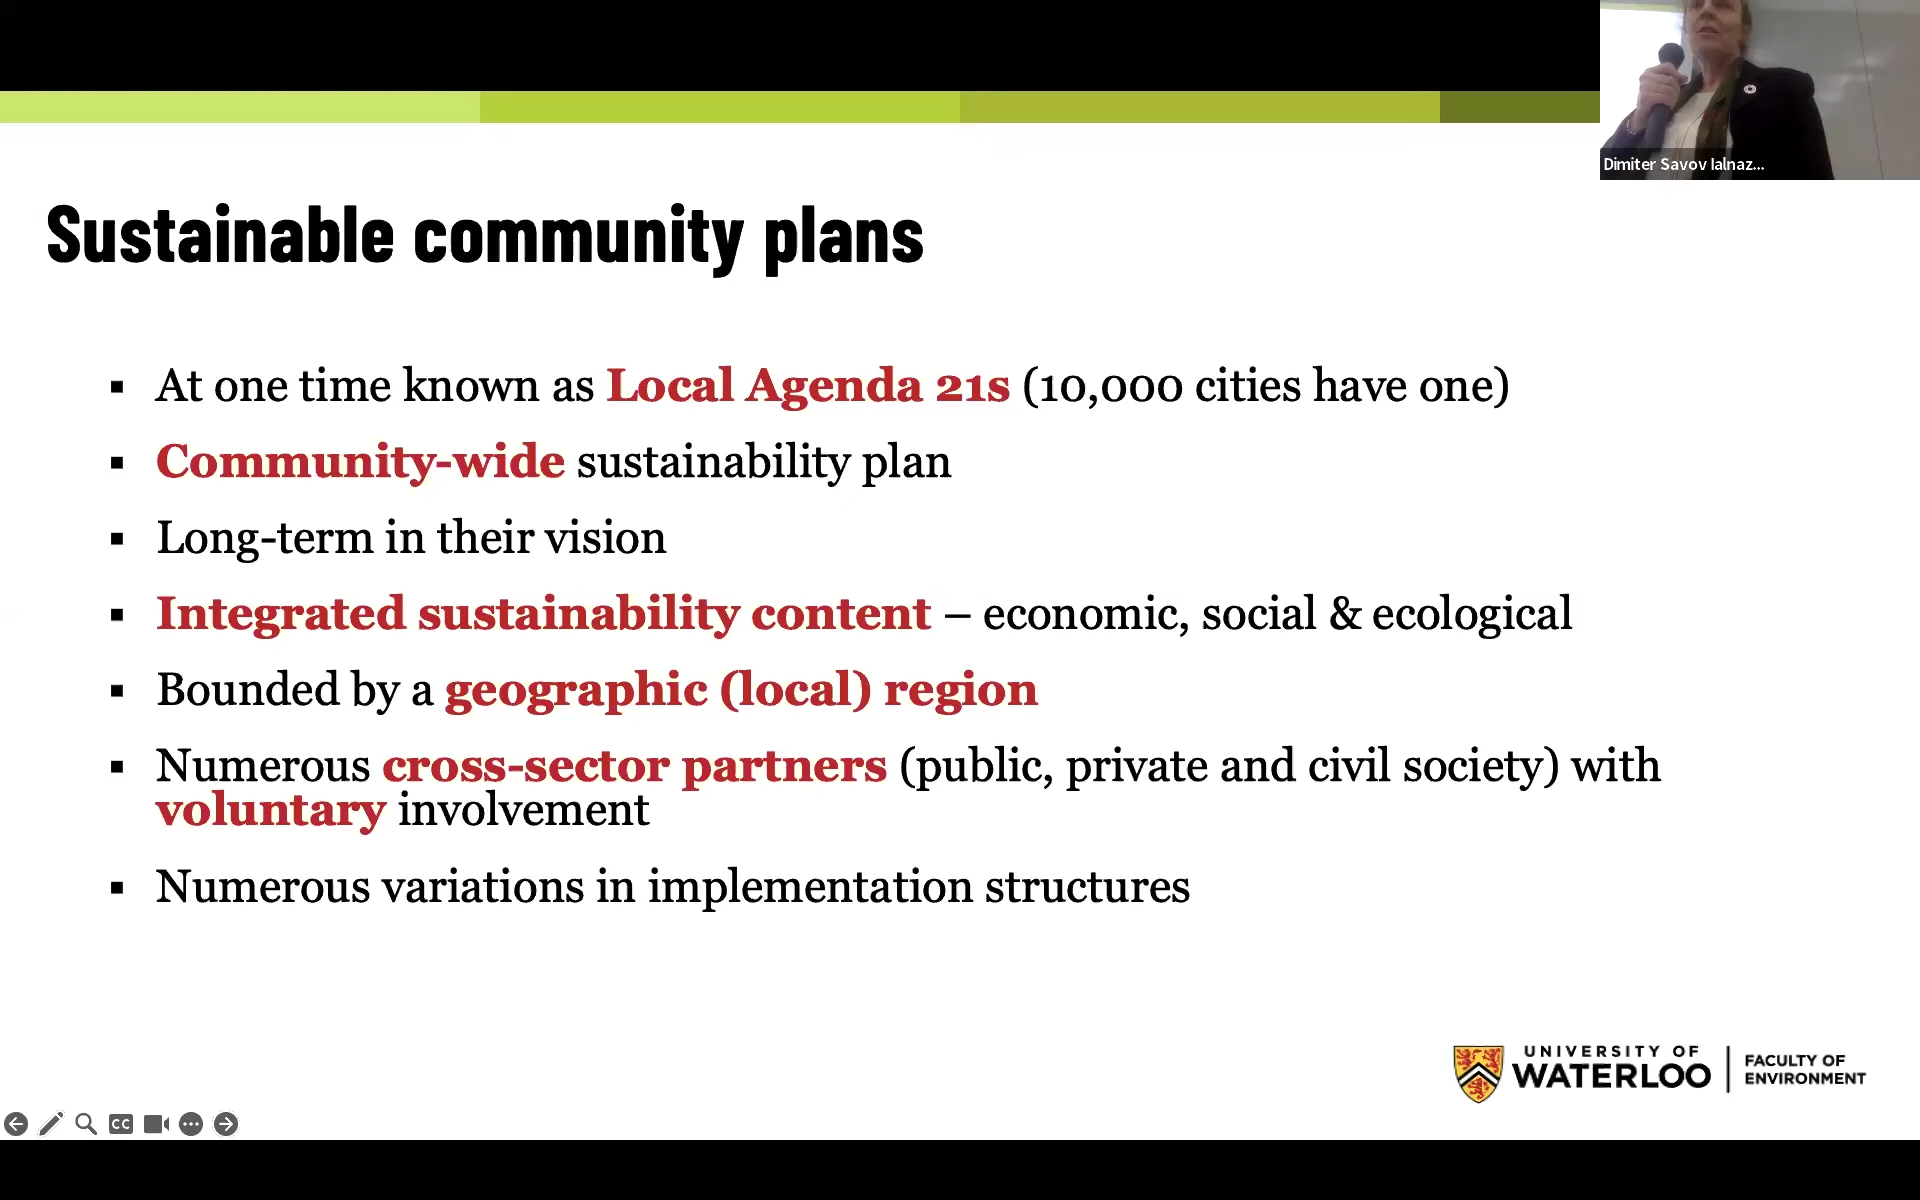 Dimiter Savov Ialnaz...
Sustainable community plans
▪ At one time known as Local Agenda 21s (10,000 cities have one)
▪ Community-wide sustainability plan
▪ Long-term in their vision
▪ Integrated sustainability content – economic, social & ecological
▪ Bounded by a geographic (local) region
▪ Numerous cross-sector partners (public, private and civil society) with
voluntary involvement
▪ Numerous variations in implementation structures
UNIVERSITY OF
WATERLOO
FACULTY OF
ENVIRONMENT
CC